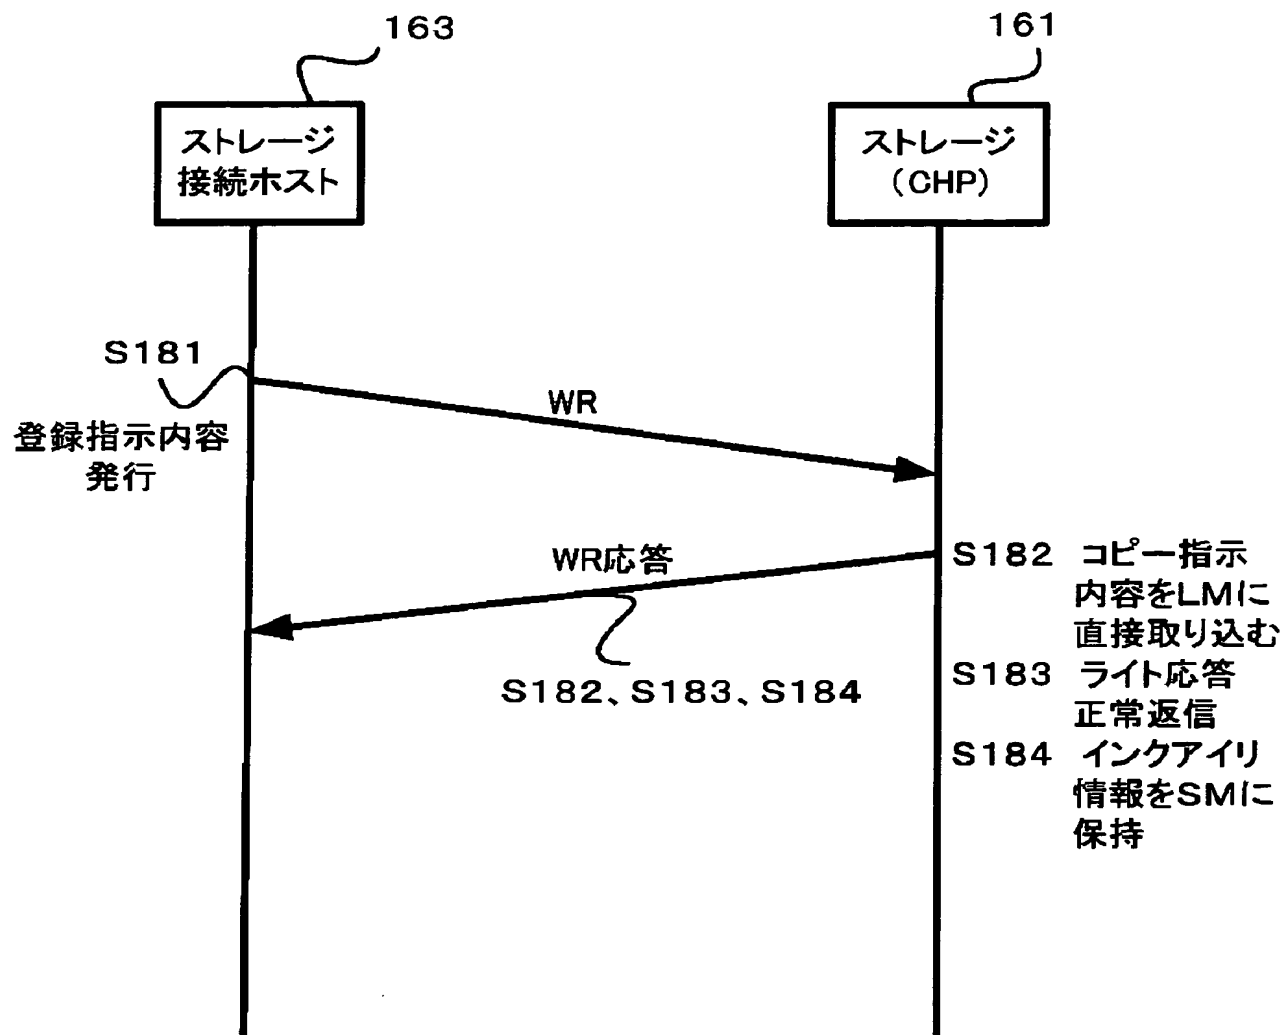 163
161
ストレージ
接続ホスト
ストレージ
（CHP）
S181
登録指示内容
発行
WR
WR応答
S182、S183、S184
S182 コピー指示
内容をLMに
直接取り込む
S183 ライト応答
正常返信
S184 インクアイリ
情報をSMに
保持